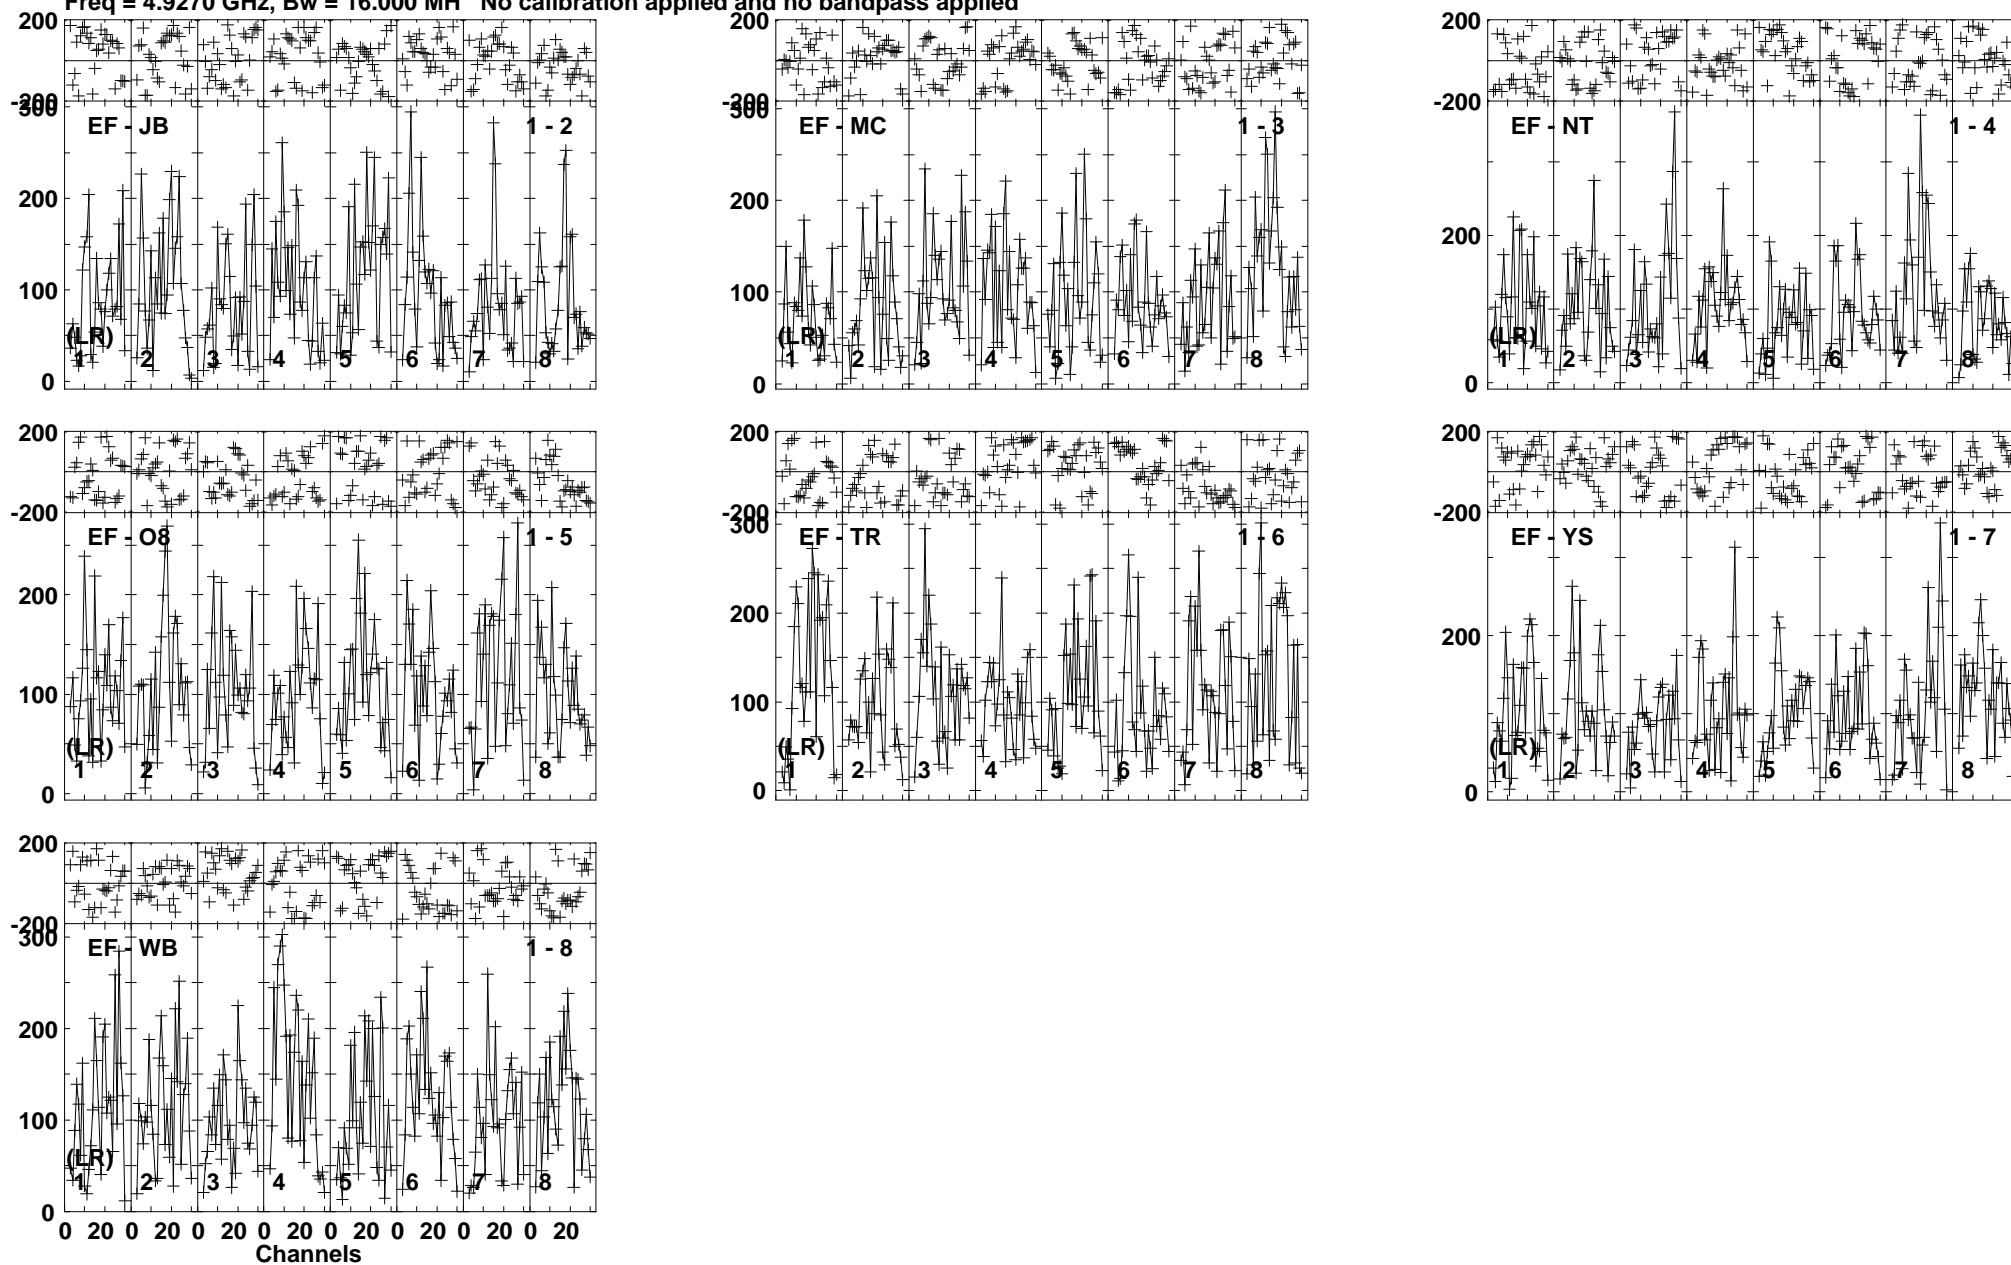 Freq = 4.9270 GHz, Bw = 16.000 MH No calibration applied and no bandpass applied
200
-200
300
EF - JB
1 - 2
200
100
(LR)
0
1 2 3 4 5 6 7 8
200
-200
300
EF - MC
1 - 3
200
100
(LR)
0
1 2 3 4 5 6 7 8
200
-200
EF - NT
1 - 4
200
(LR)
0
1 2 3 4 5 6 7 8
200
-200
EF - O8
1 - 5
200
100
(LR)
0
1 2 3 4 5 6 7 8
200
-200
300
EF - TR
1 - 6
200
100
(LR)
0
1 2 3 4 5 6 7 8
200
-200
EF - YS
1 - 7
200
(LR)
0
1 2 3 4 5 6 7 8
200
-200
300
EF - WB
1 - 8
200
100
(LR)
0
1 2 3 4 5 6 7 8
0 20 0 20 0 20 0 20 0 20 0 20 0 20 0 20
Channels